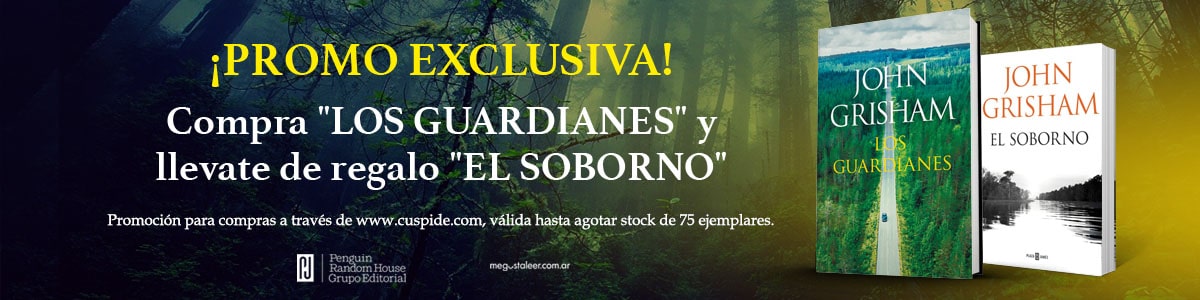 ¡PROMO EXCLUSIVA!
Compra "LOS GUARDIANES" y
llevate de regalo "EL SOBORNO"
Promoción para compras a través de www.cuspide.com, válida hasta agotar stock de 75 ejemplares.
Penguin
Random House
Grupo Editorial
megustaleer.com.ar
JOHN
GRISHAM
LOS
GUARDIANES
JOHN
GRISHAM
EL SOBORNO
PLAZA JANÉS